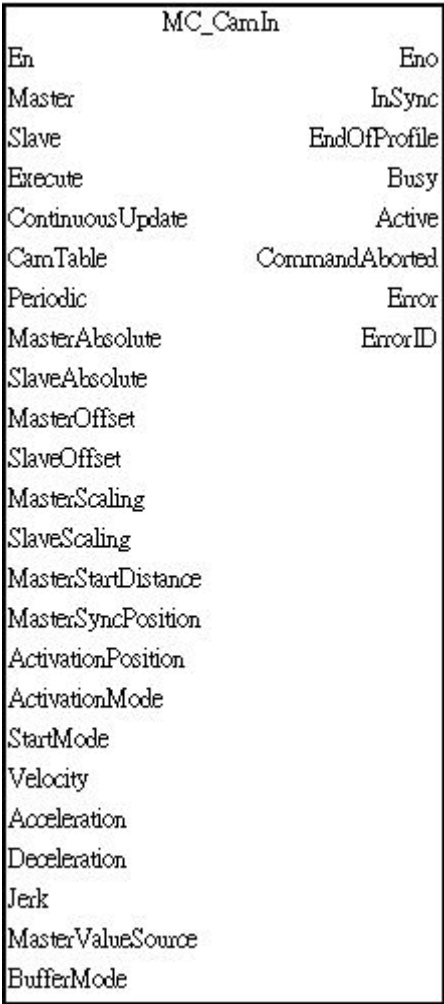 MC_CamIn
En Eno
Master InSync
Slave EndOfProfile
Execute Busy
ContinuousUpdate Active
CamTable CommandAborted
Periodic Error
MasterAbsolute ErrorID
SlaveAbsolute
MasterOffset
SlaveOffset
MasterScaling
SlaveScaling
MasterStartDistance
MasterSyncPosition
ActivationPosition
ActivationMode
StartMode
Velocity
Acceleration
Deceleration
Jerk
MasterValueSource
BufferMode